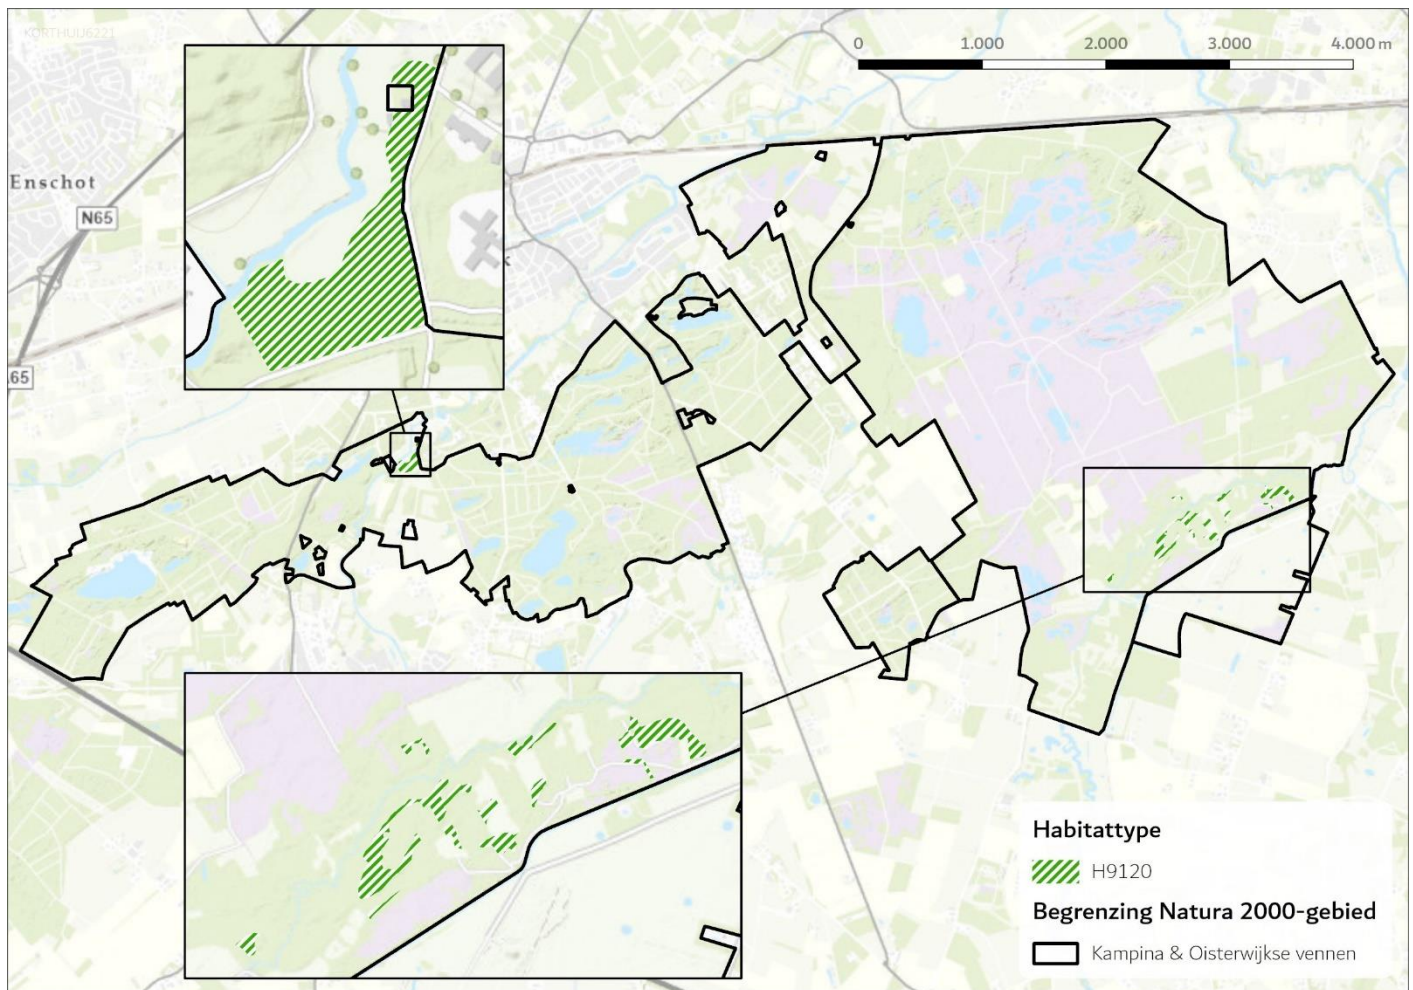 KORTHUIJ6221
0 1.000 2.000 3.000 4.000 m
Enschot
N65
k
65
Habitattype
H9120
Begrenzing Natura 2000-gebied
Kampina & Oisterwijkse vennen